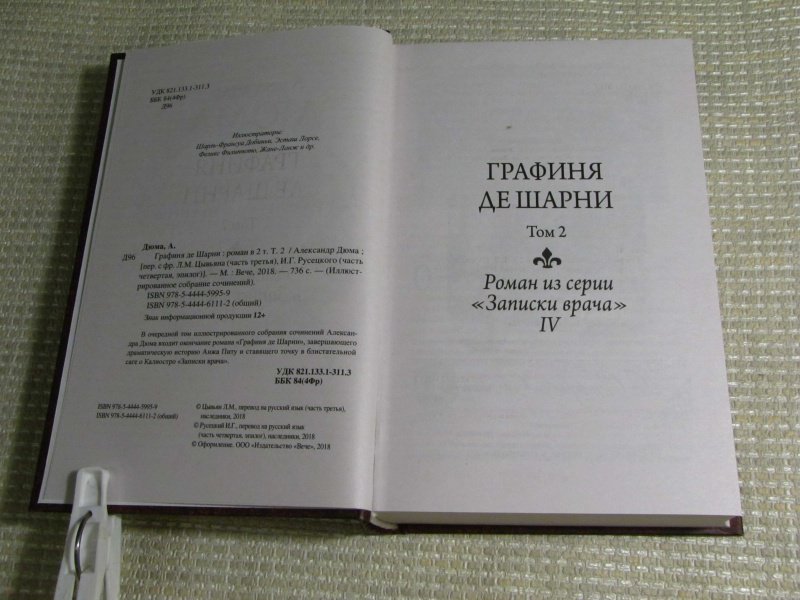 УДК 821.133.1-311.3
ББК 84(4Фр)
Д96
Иллюстраторы
Шарль-Франсуа Добиньи, Эсташ Лорсе,
Феликс Филиппото, Жанс-Ланж и др.
Дюма, А.
Д96 Графиня де Шарни : роман в 2 т. Т. 2 / Александр Дюма ;
[пер. с фр. Л.М. Цывьяна (часть третья), И.Г. Русецкого (часть
четвертая, эпилог)]. — М. : Вече, 2018. — 736 с. — (Иллюст-
рированное собрание сочинений).
ISBN 978-5-4444-5995-9
ISBN 978-5-4444-6111-2 (общий)
Знак информационной продукции 12+
В очередной том иллюстрированного собрания сочинений Алексан-
дра Дюма входит окончание романа «Графиня де Шарни», завершающего
драматическую историю Анжа Питу и ставящего точку в блистательной
саге о Калиостро «Записки врача».
УДК 821.133.1-311.3
ББК 84(4Фр)
ISBN 978-5-4444-5995-9
ISBN 978-5-4444-6111-2 (общий)
© Цывьян Л.М., перевод на русский язык (часть третья),
наследники, 2018
© Русецкий И.Г., перевод на русский язык
(часть четвертая, эпилог), наследники, 2018
© Оформление. ООО «Издательство «Вече», 2018
ГРАФИНЯ
ДЕ ШАРНИ
Том 2
Роман из серии
«Записки врача»
IV